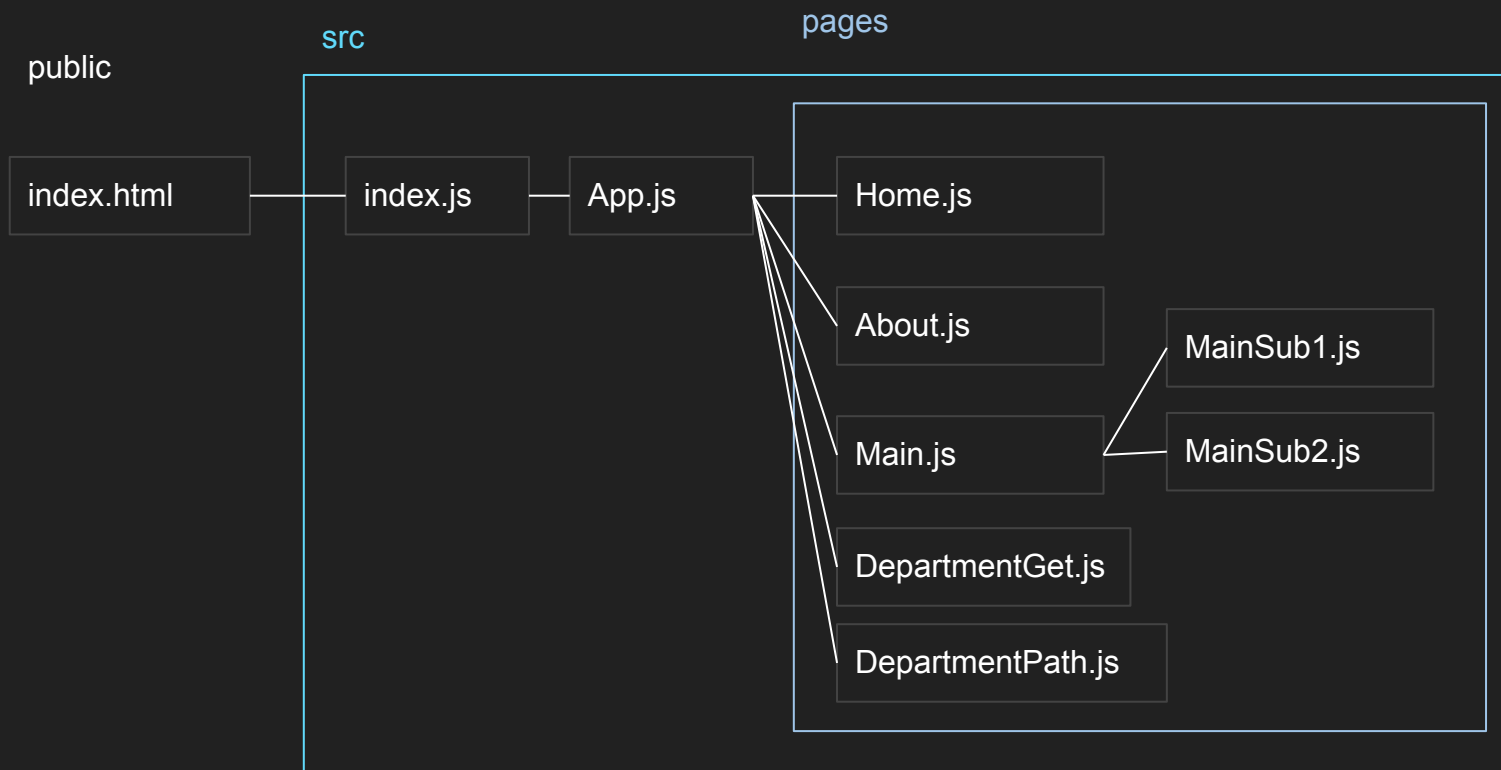 pages
src
public
index.html
index.js
App.js
Home.js
About.js
MainSub1.js
Main.js
MainSub2.js
DepartmentGet.js
DepartmentPath.js